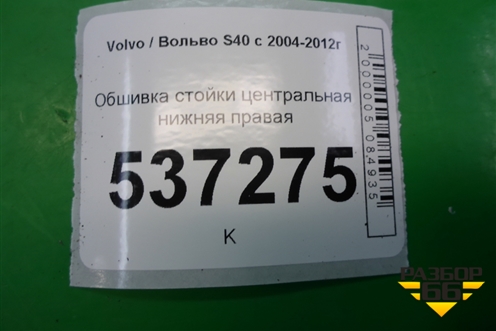 Volvo / Вольво S40 с 2004-2012г
Обшивка стойки центральная
нижняя правая
537275
К
2000005084935
РАЗБОР
66